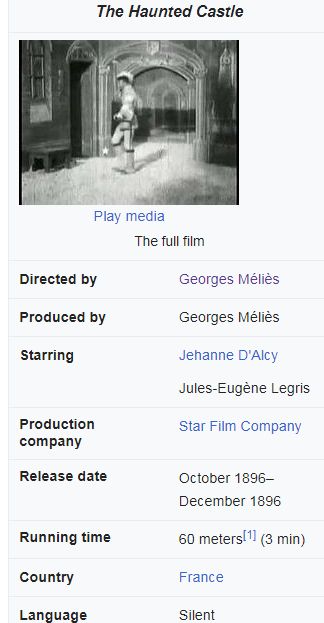 The Haunted Castle
Play media
The full film
Directed by Georges Méliès
Produced by Georges Méliès
Starring Jehanne D'Alcy
Jules-Eugène Legris
Production company Star Film Company
Release date October 1896–
December 1896
Running time 60 meters[1] (3 min)
Country France
Language Silent